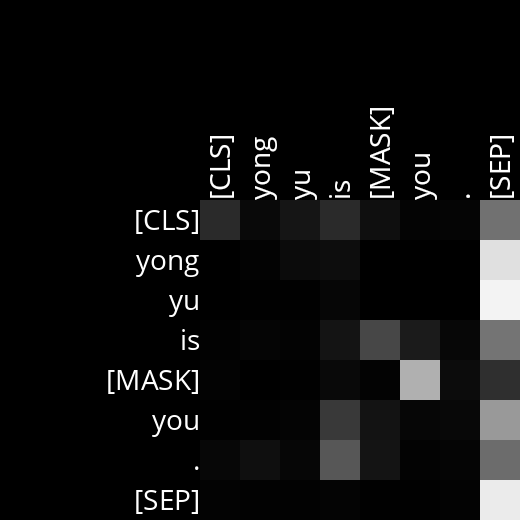 [CLS] yong yu is [MASK] you . [SEP]
[CLS]
yong
yu
is
[MASK]
you
.
[SEP]